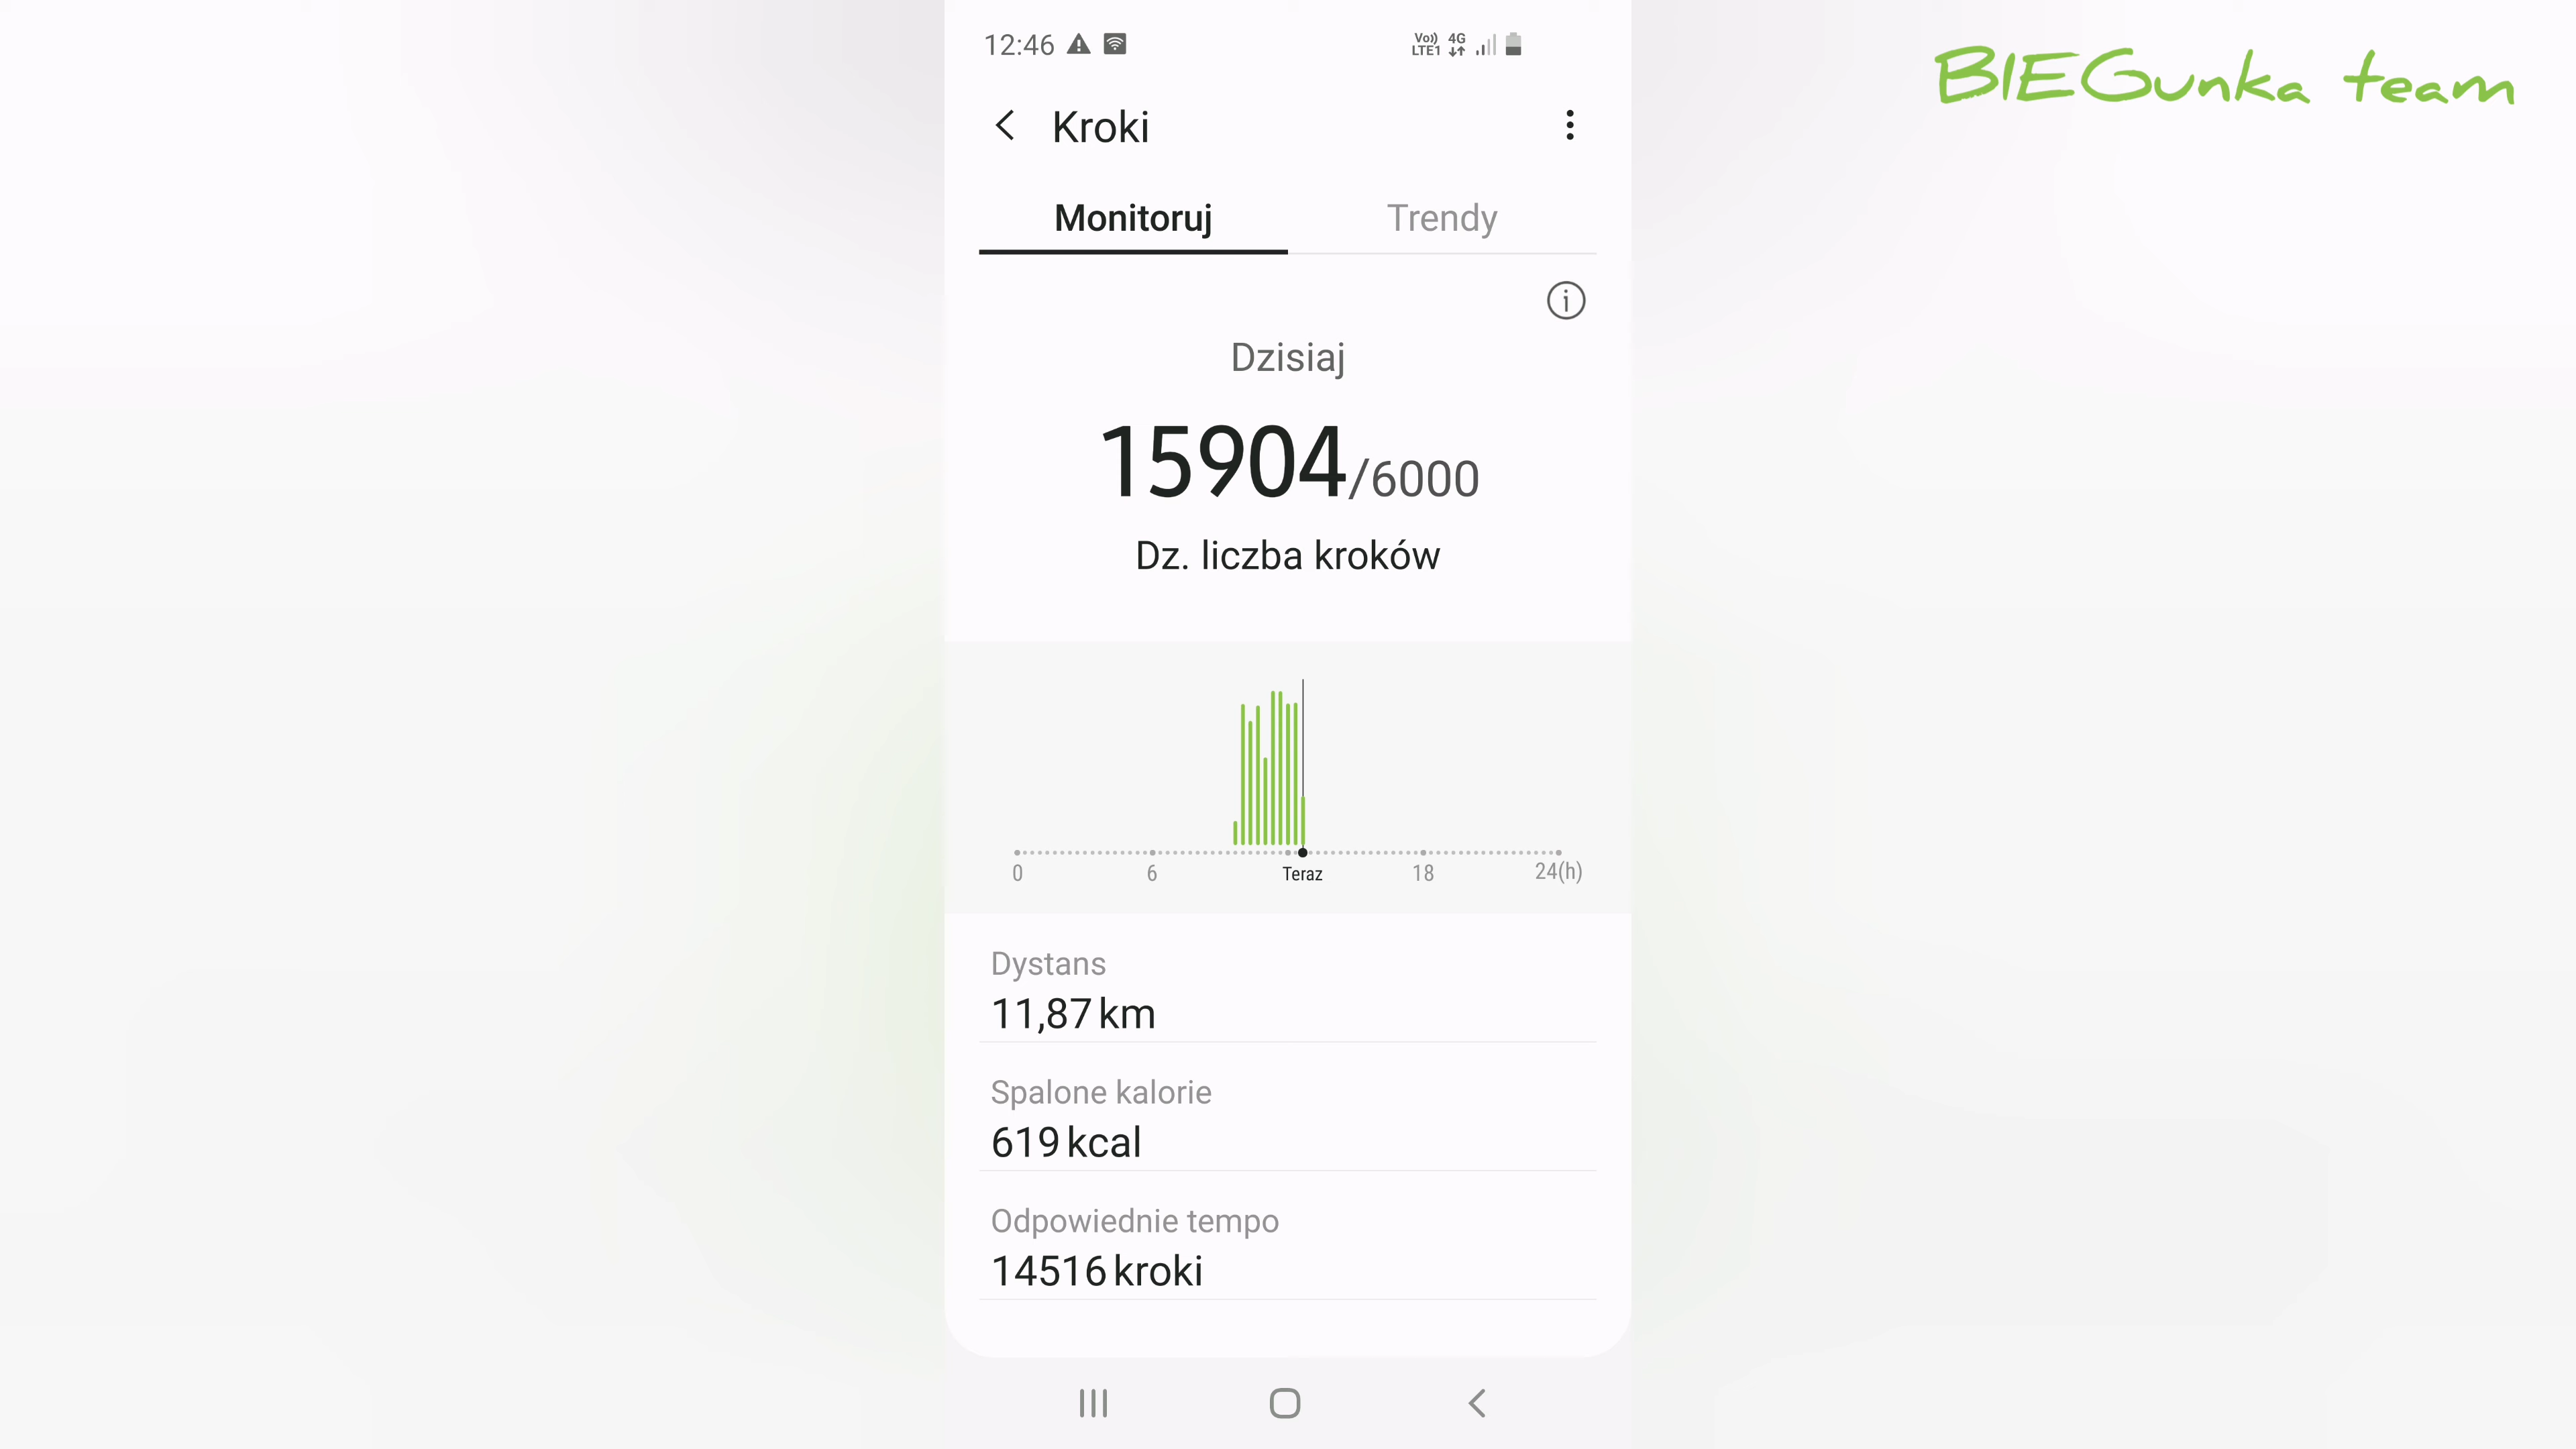 12:46
Vo)) LTE1 4G
BIEGunka team
Kroki
Monitoruj Trendy
Dzisiaj
15904/6000
Dz. liczba kroków
0 6 Teraz 18 24(h)
Dystans
11,87 km
Spalone kalorie
619 kcal
Odpowiednie tempo
14516 kroki